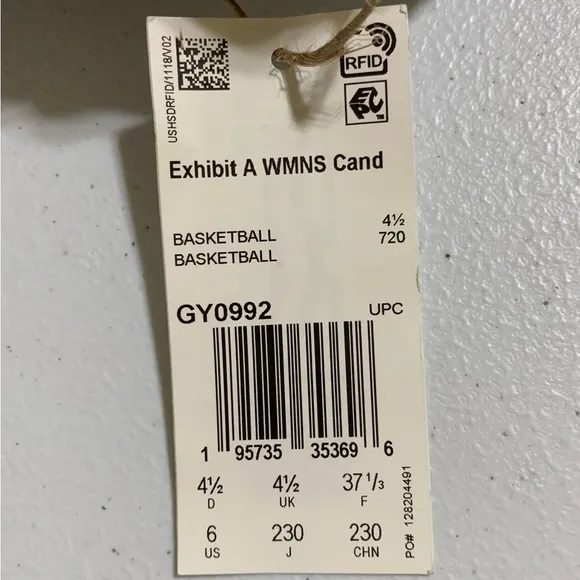 USHSDRFID/1118/V02
RFID
EPC™
Exhibit A WMNS Cand
4½
BASKETBALL 720
BASKETBALL
GY0992 UPC
1 95735 35369 6
4½ 4½ 37 1/3
D UK F
6 230 230
US J CHN
PO# 128204491